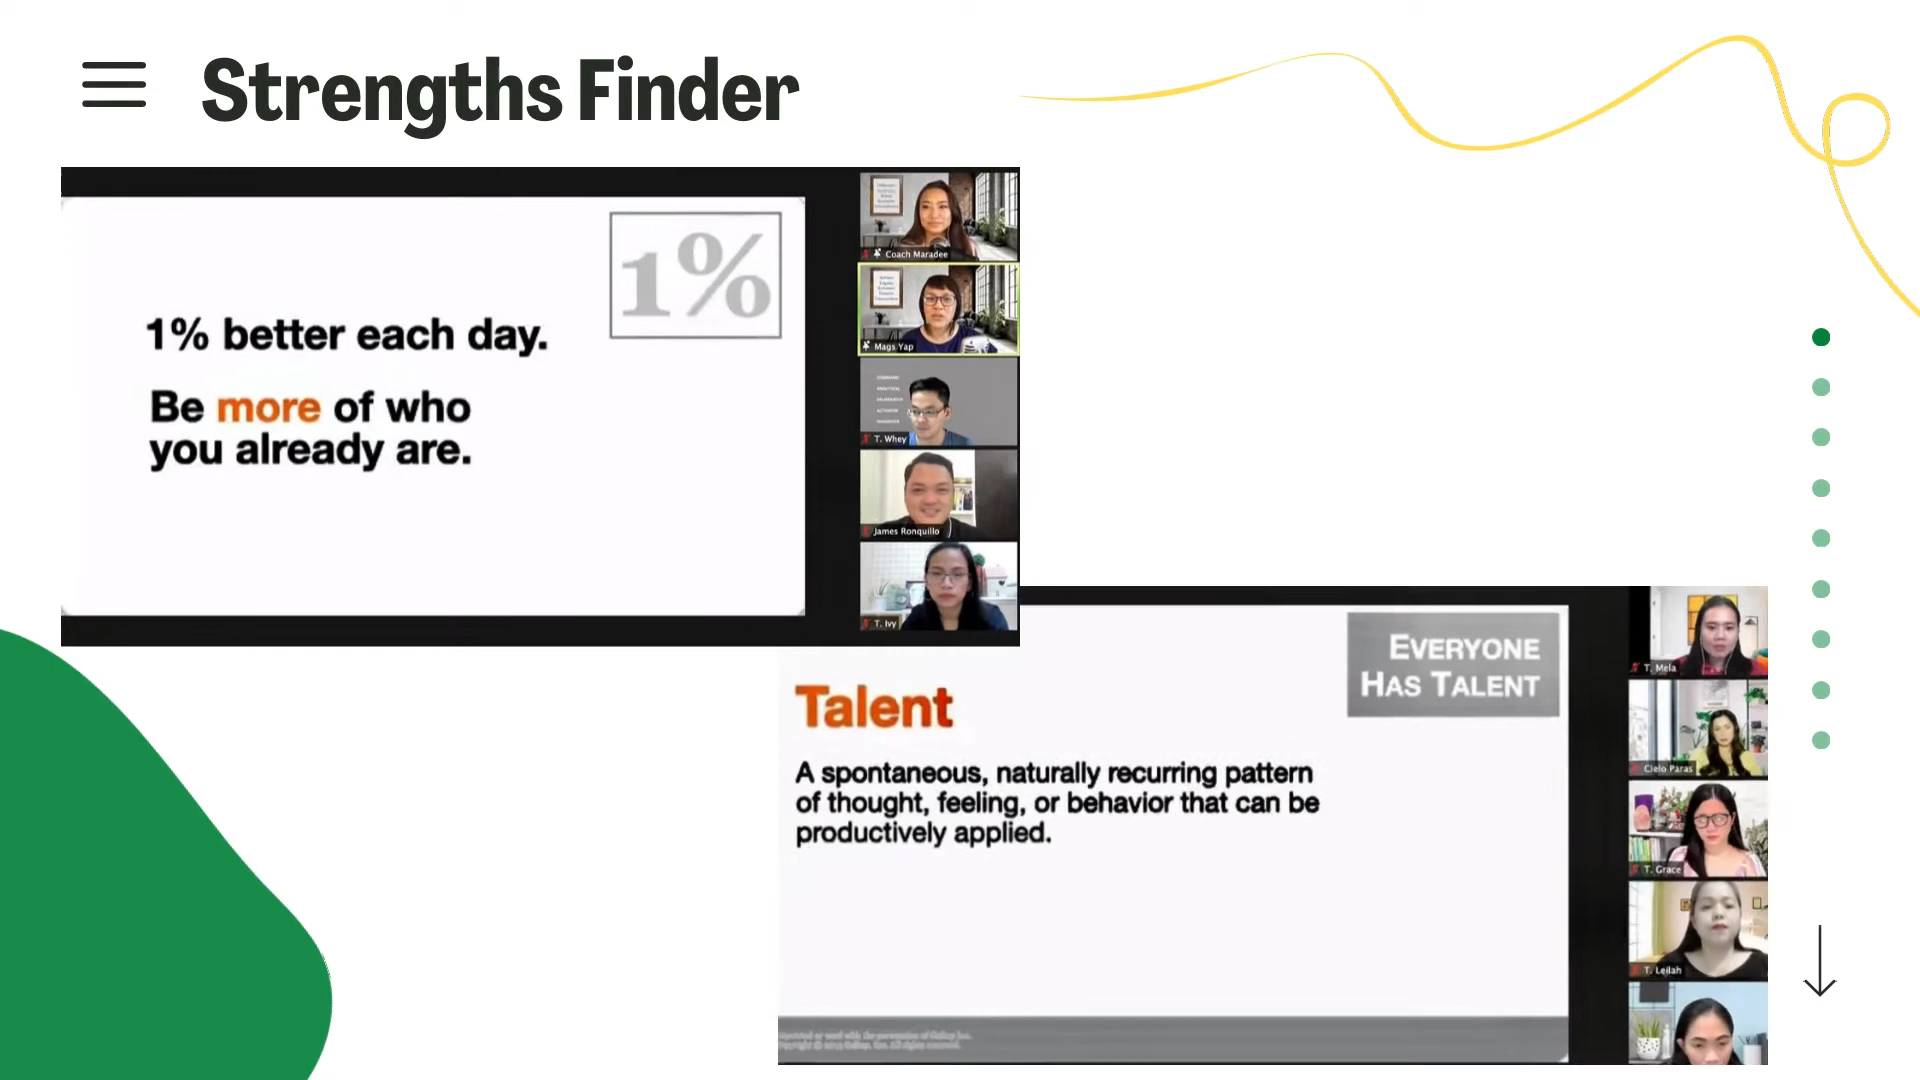 Strengths Finder
1%
1% better each day.
Be more of who
you already are.
Coach Maradee
Mags Yap
T. Whey
James Ronquillo
T. Ivy
EVERYONE
HAS TALENT
Talent
A spontaneous, naturally recurring pattern
of thought, feeling, or behavior that can be
productively applied.
T. Mela
Cielo Paras
T. Grace
T. Leilah